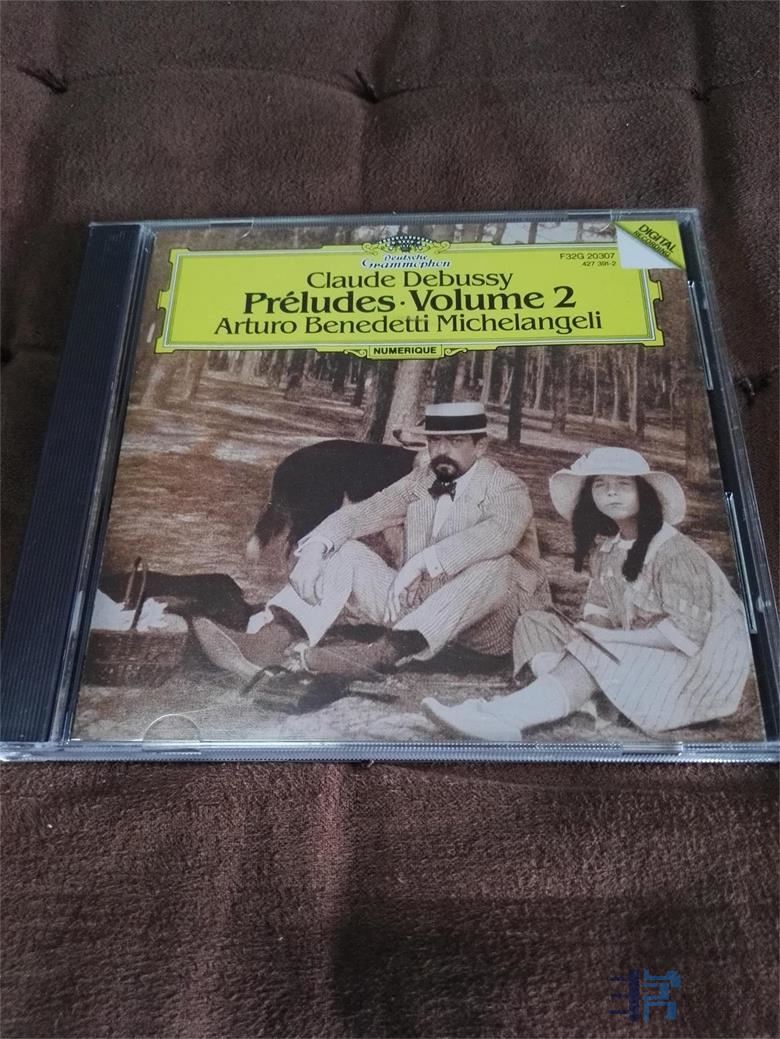 Deutsche
Grammophon
F32G 20307
427 391-2
DIGITAL
RECORDING
Claude Debussy
Préludes · Volume 2
Arturo Benedetti Michelangeli
NUMERIQUE